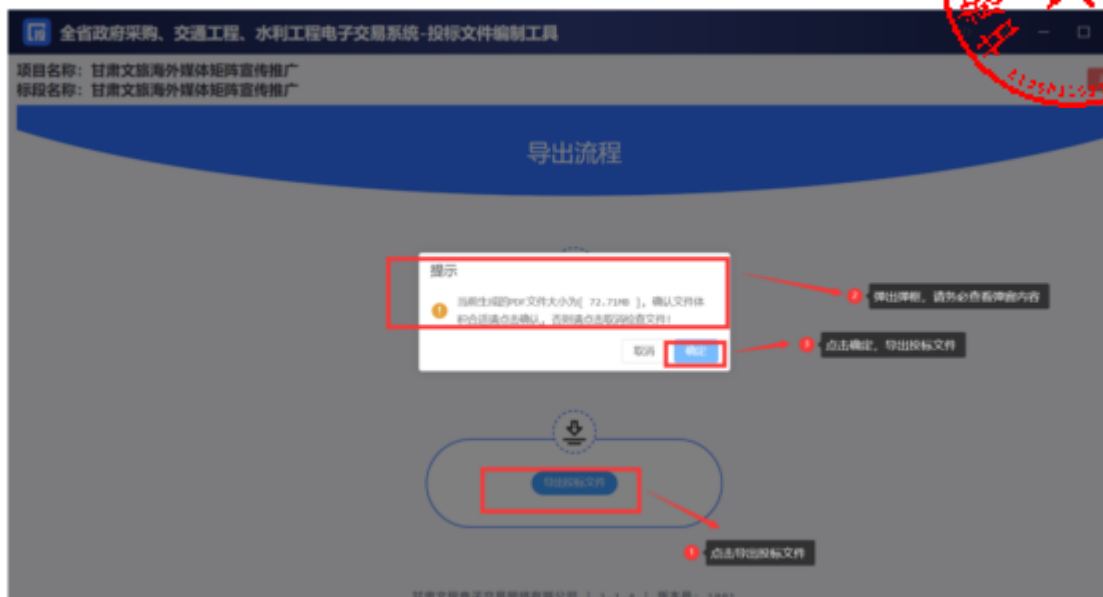 全省政府采购、交通工程、水利工程电子交易系统-投标文件编制工具
项目名称：甘肃文旅海外媒体矩阵宣传推广
标段名称：甘肃文旅海外媒体矩阵宣传推广
导出流程
提示
当前生成的PDF文件大小为[ 72.71MB ]，确认文件体
积合适请点击确认，否则请点击取消检查文件！
取消 确定
2 弹出弹框，请务必查看弹窗内容
3 点击确定，导出投标文件
导出投标文件
1 点击导出投标文件